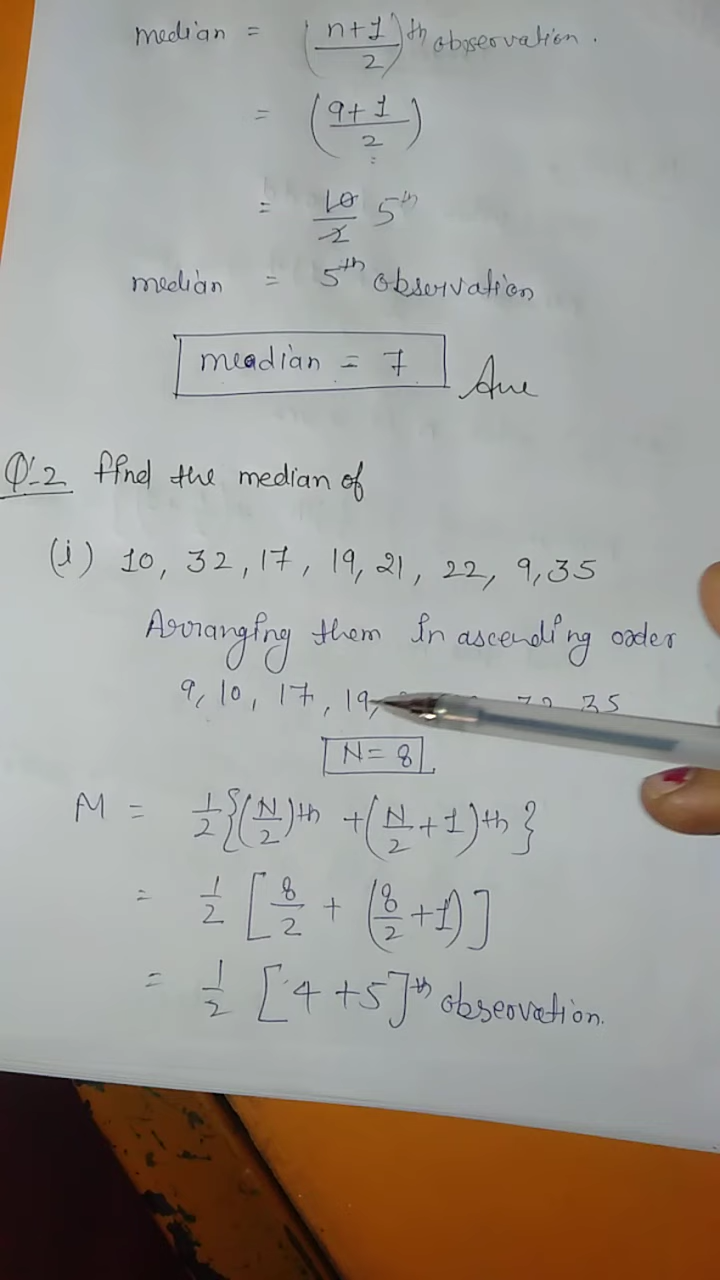 median = (n+1/2)th observation.
= (9+1/2)
= 10/2 5th
median = 5th observation
meadian = 7 Ans
Q-2 find the median of
(i) 10, 32, 17, 19, 21, 22, 9, 35
Arranging them in ascending order
9, 10, 17, 19, 35
N = 8
M = 1/2{(N/2)th + (N/2 + 1)th}
= 1/2 [8/2 + (8/2 + 1)]
= 1/2 [4 + 5]th observation.